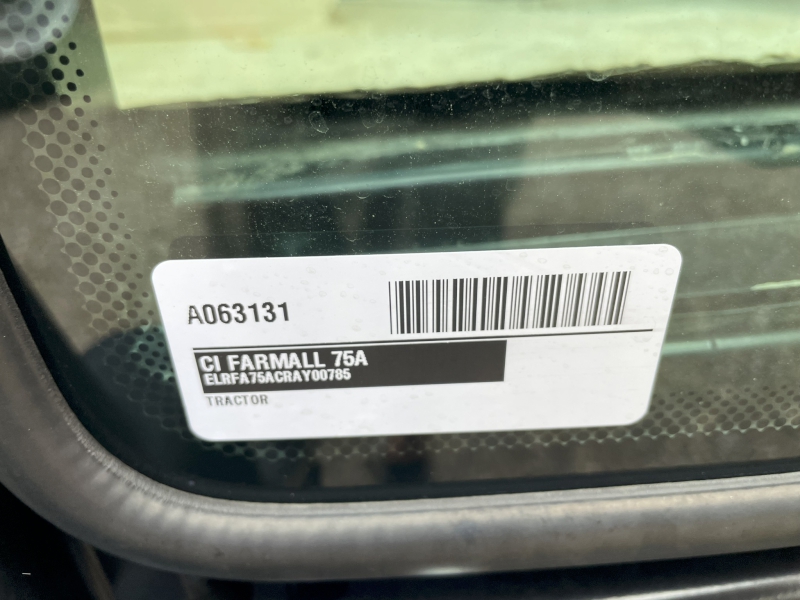 A063131
CI FARMALL 75A
ELRFA75ACRAY00785
TRACTOR